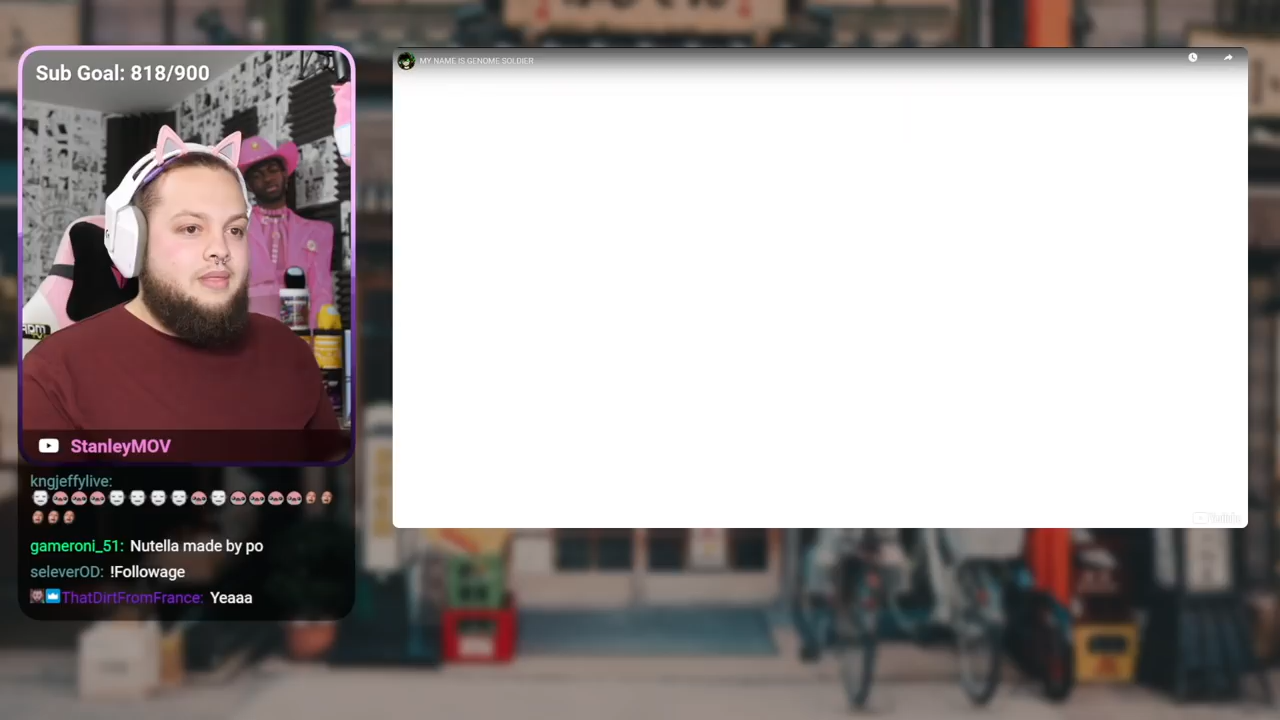 Sub Goal: 818/900
MY NAME IS GENOME SOLDIER
StanleyMOV
kngjeffylive:
gameroni_51: Nutella made by po
seleverOD: !Followage
ThatDirtFromFrance: Yeaaa
YouTube